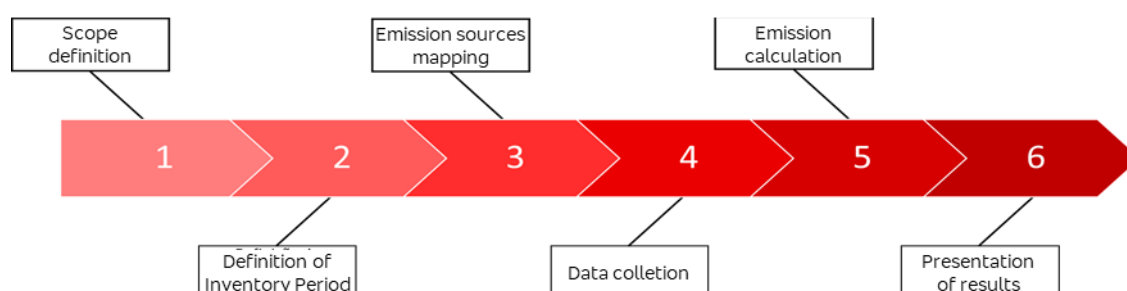 Scope
definition
Emission sources
mapping
Emission
calculation
1
2
3
4
5
6
Definition of
Inventory Period
Data colletion
Presentation
of results